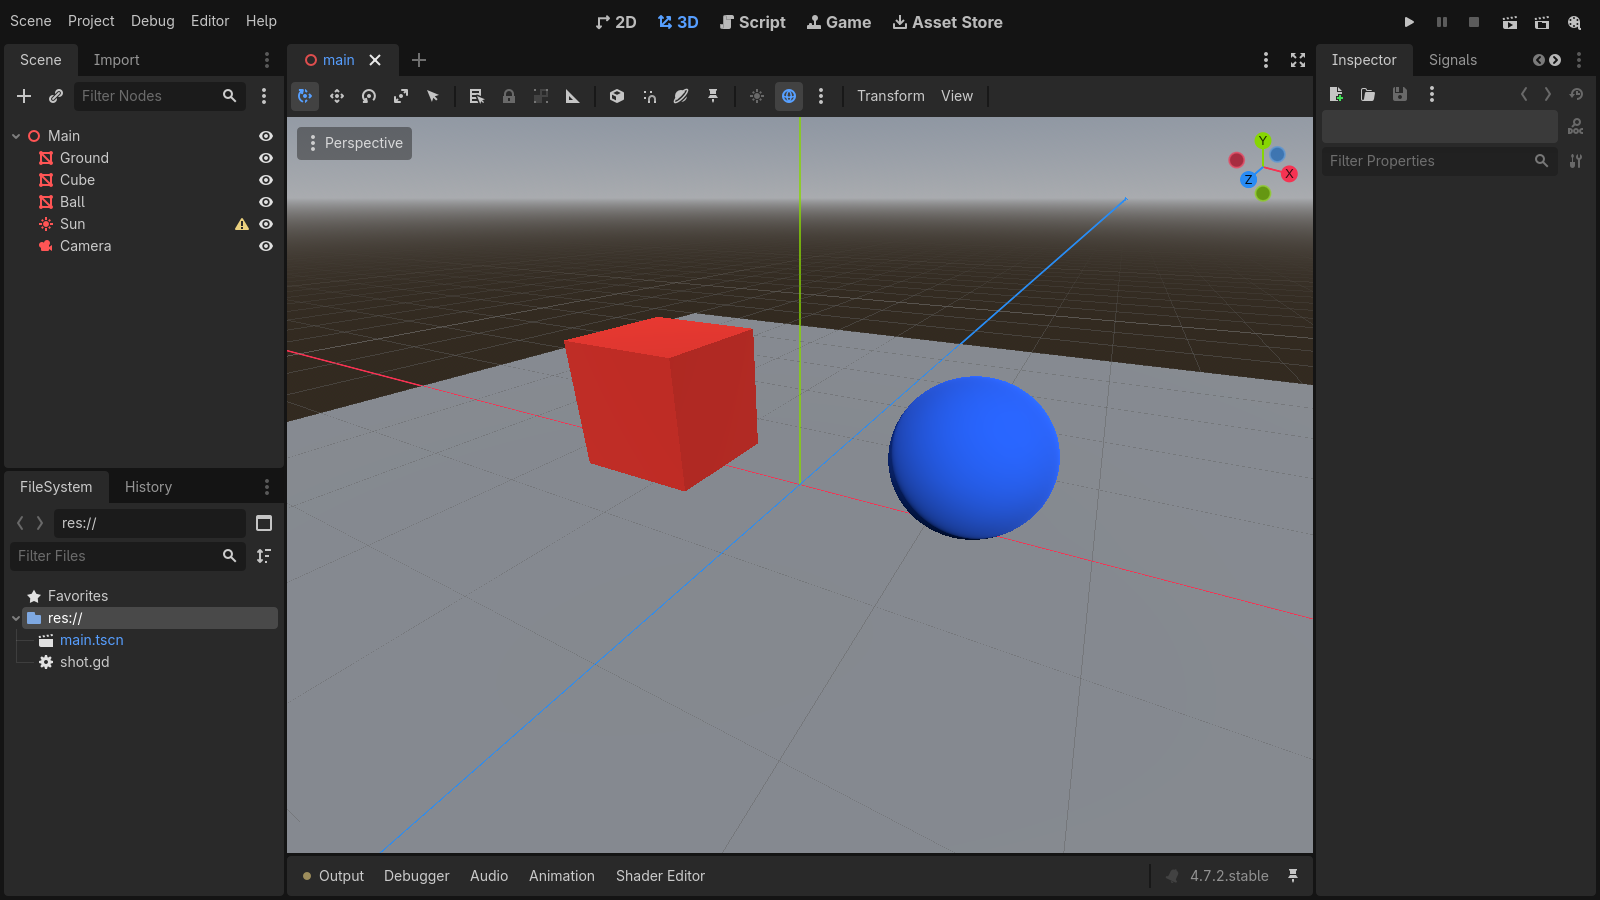 Scene Project Debug Editor Help 2D 3D Script Game Asset Store
Scene Import
main
Inspector Signals
Filter Nodes
Transform View
Main
Ground
Cube
Ball
Sun
Camera
Perspective
Y
X
Z
DOC
Filter Properties
FileSystem History
res://
Filter Files
Favorites
res://
main.tscn
shot.gd
Output Debugger Audio Animation Shader Editor 4.7.2.stable